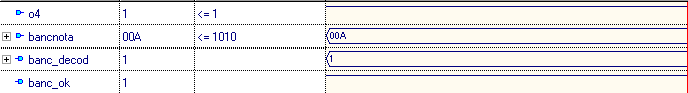 o4 1 <= 1
bancnota 00A <= 1010 00A
banc_decod 1 1
banc_ok 1